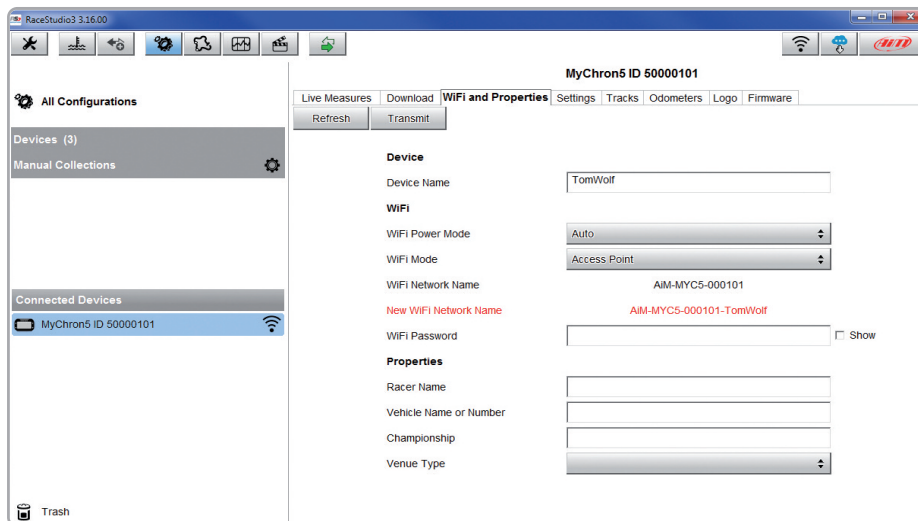 RaceStudio3 3.16.00
AiM
MyChron5 ID 50000101
All Configurations
Live Measures Download WiFi and Properties Settings Tracks Odometers Logo Firmware
Refresh Transmit
Devices (3)
Manual Collections
Device
Device Name TomWolf
WiFi
WiFi Power Mode Auto
WiFi Mode Access Point
WiFi Network Name AiM-MYC5-000101
Connected Devices
New WiFi Network Name AiM-MYC5-000101-TomWolf
MyChron5 ID 50000101
WiFi Password Show
Properties
Racer Name
Vehicle Name or Number
Championship
Venue Type
Trash